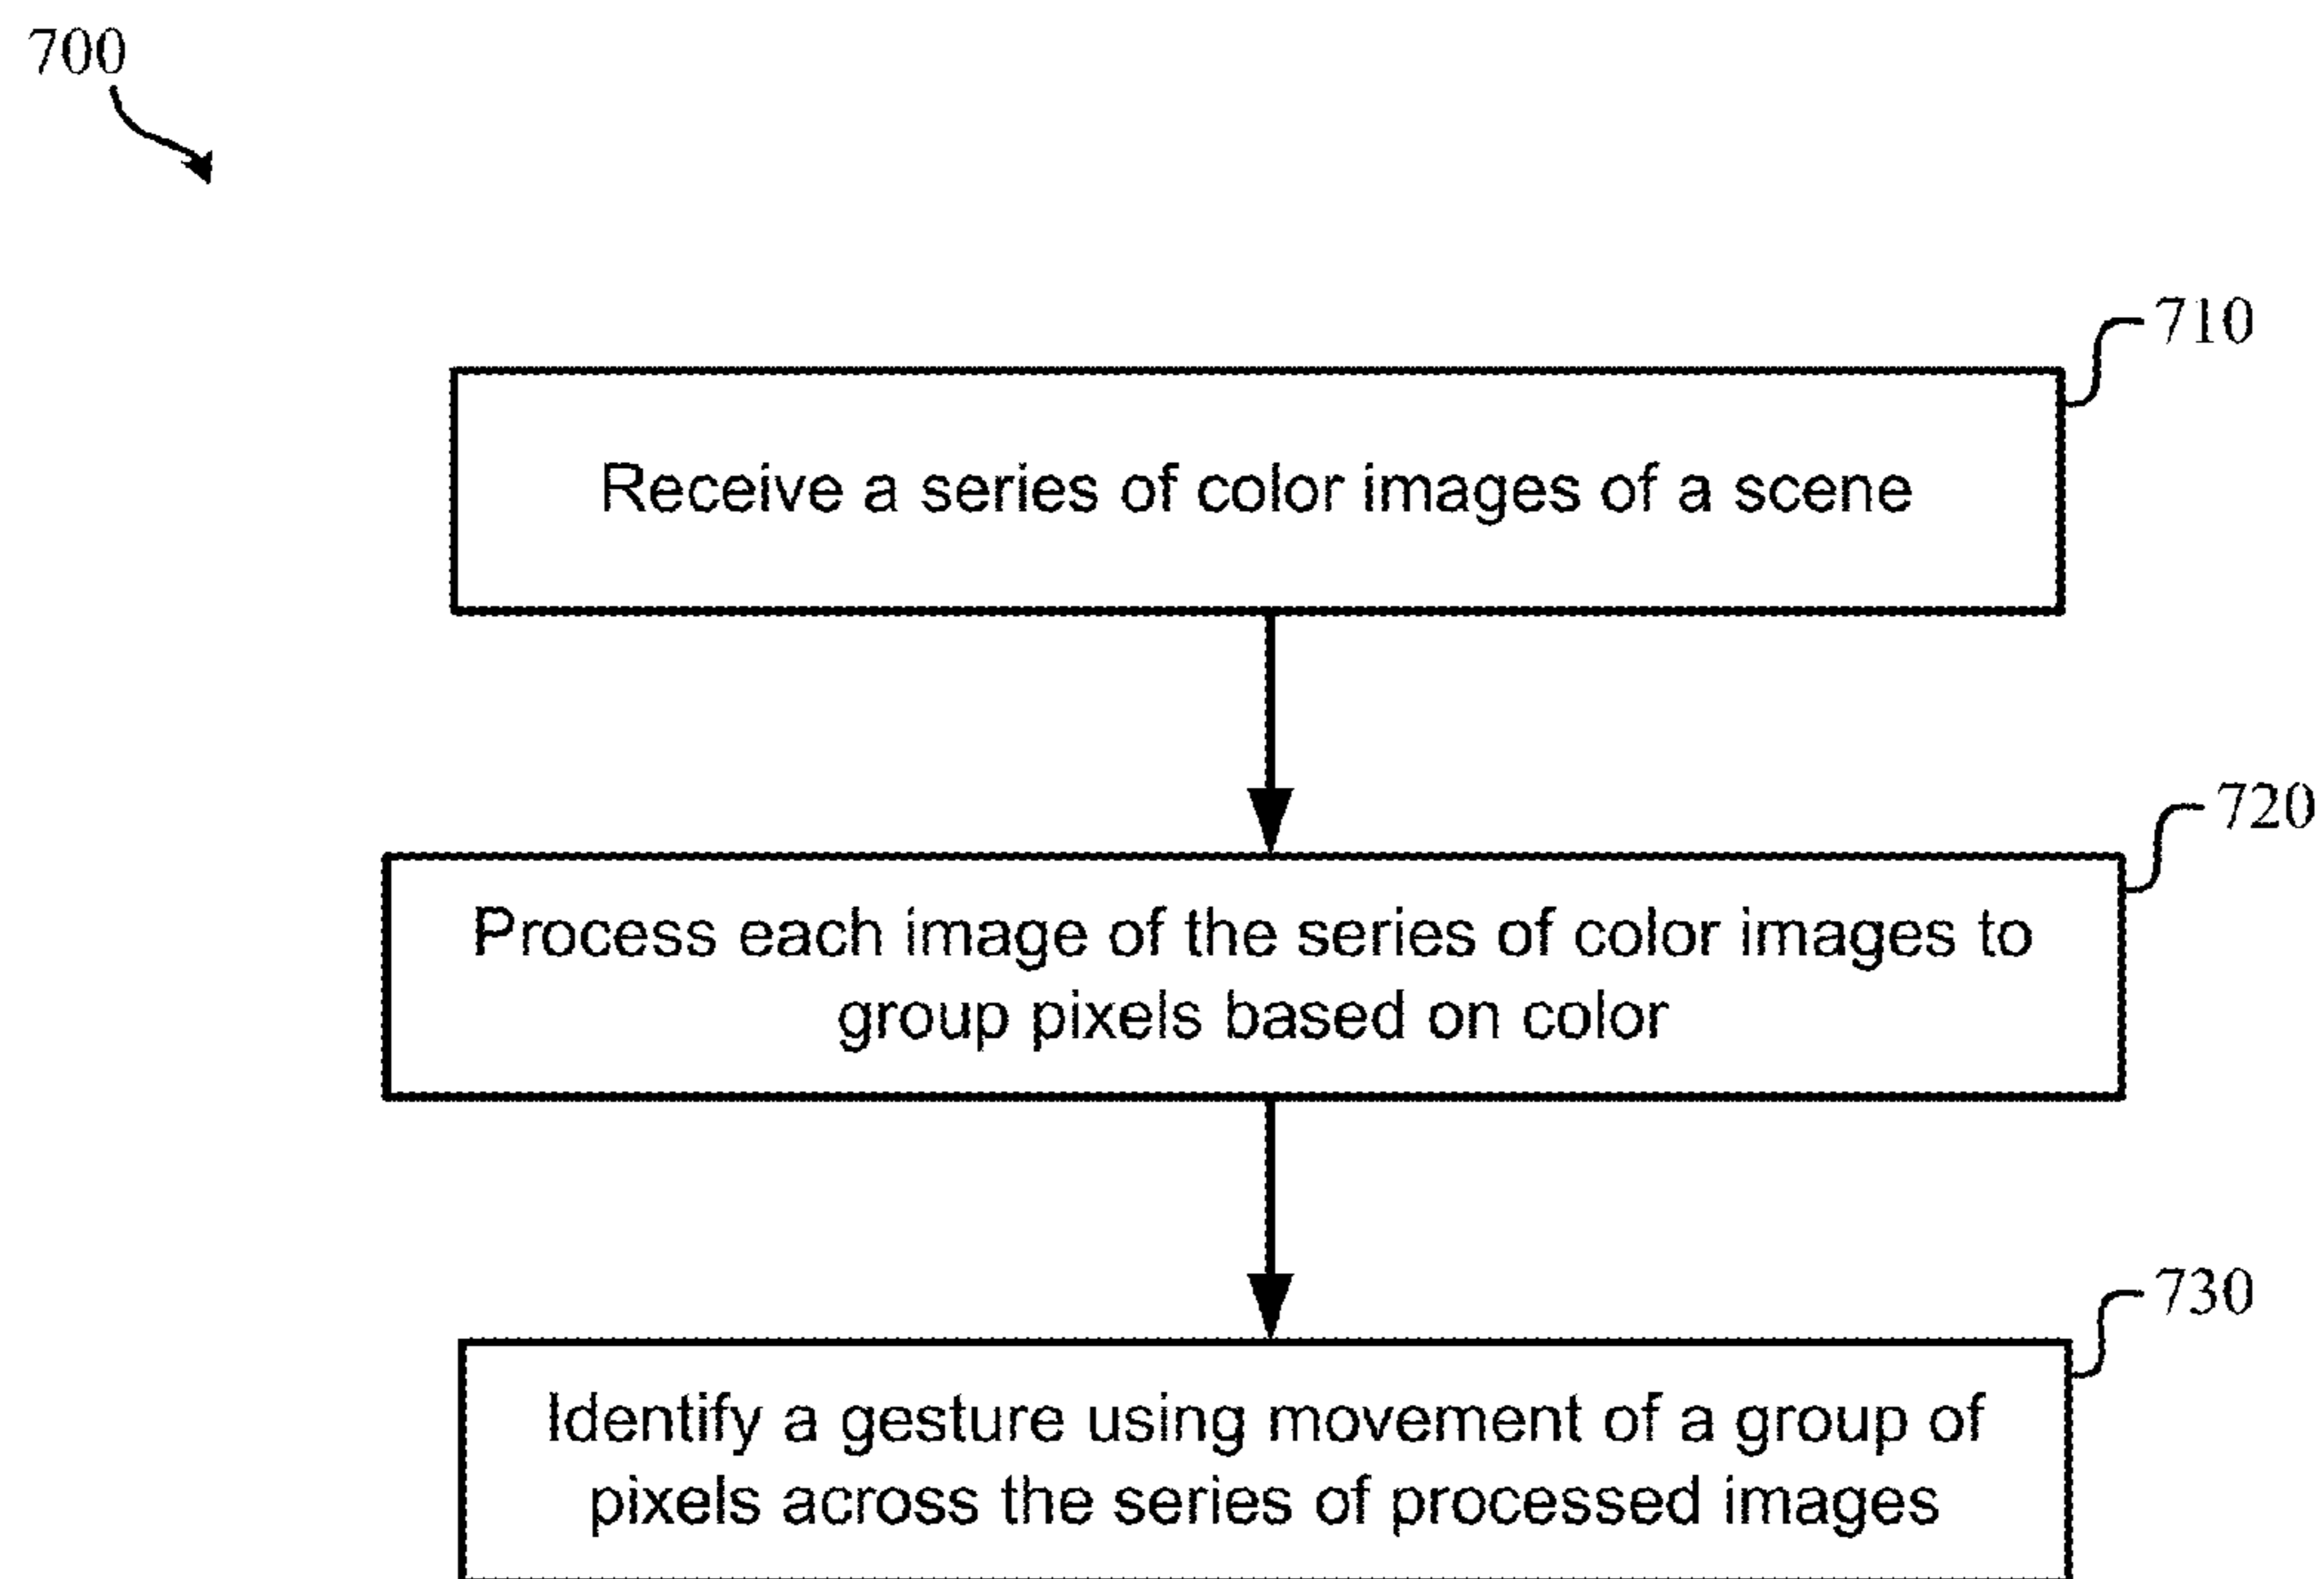 700
710
Receive a series of color images of a scene
720
Process each image of the series of color images to
group pixels based on color
730
Identify a gesture using movement of a group of
pixels across the series of processed images